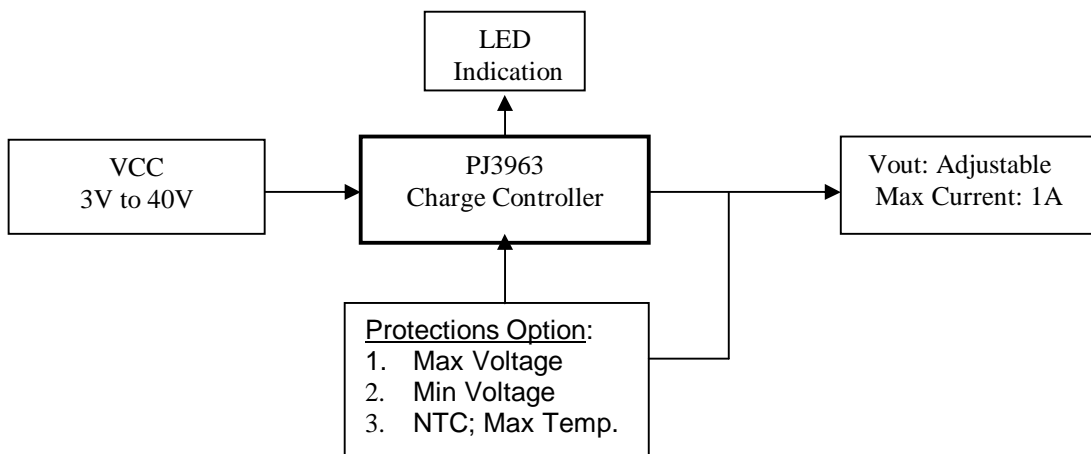 LED
Indication
VCC
3V to 40V
PJ3963
Charge Controller
Vout: Adjustable
Max Current: 1A
Protections Option:
1. Max Voltage
2. Min Voltage
3. NTC; Max Temp.